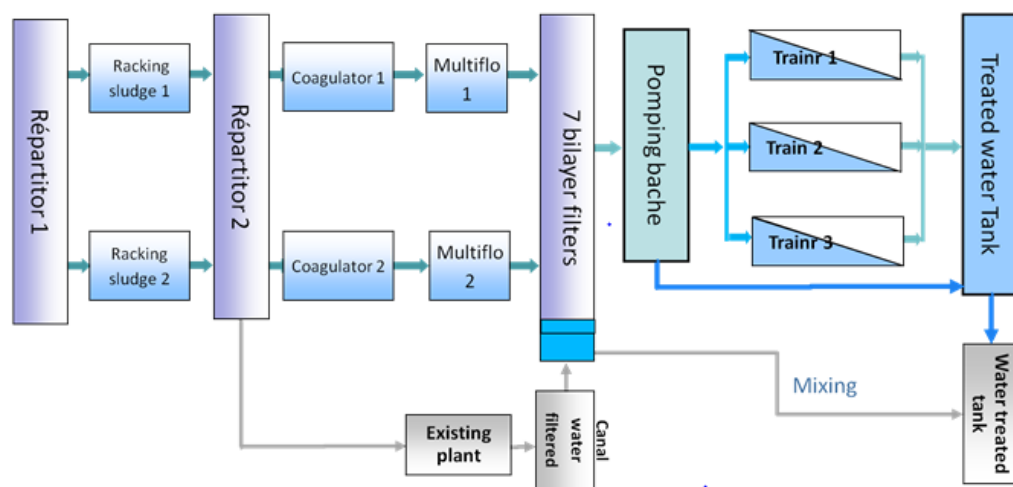 Répartitor 1
Racking
sludge 1
Racking
sludge 2
Répartitor 2
Coagulator 1
Coagulator 2
Multiflo
1
Multiflo
2
7 bilayer filters
Pomping bache
Trainr 1
Train 2
Trainr 3
Treated water Tank
Existing
plant
Canal
water
filtered
Mixing
Water treated
tank